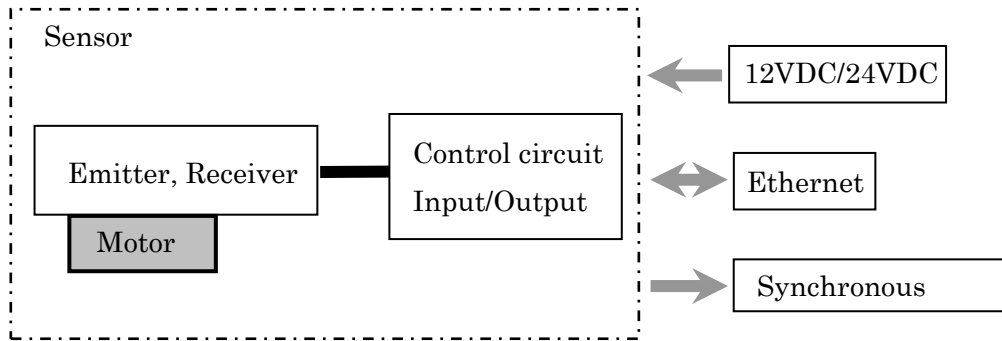 Sensor
12VDC/24VDC
Emitter, Receiver
Control circuit
Input/Output
Ethernet
Motor
Synchronous